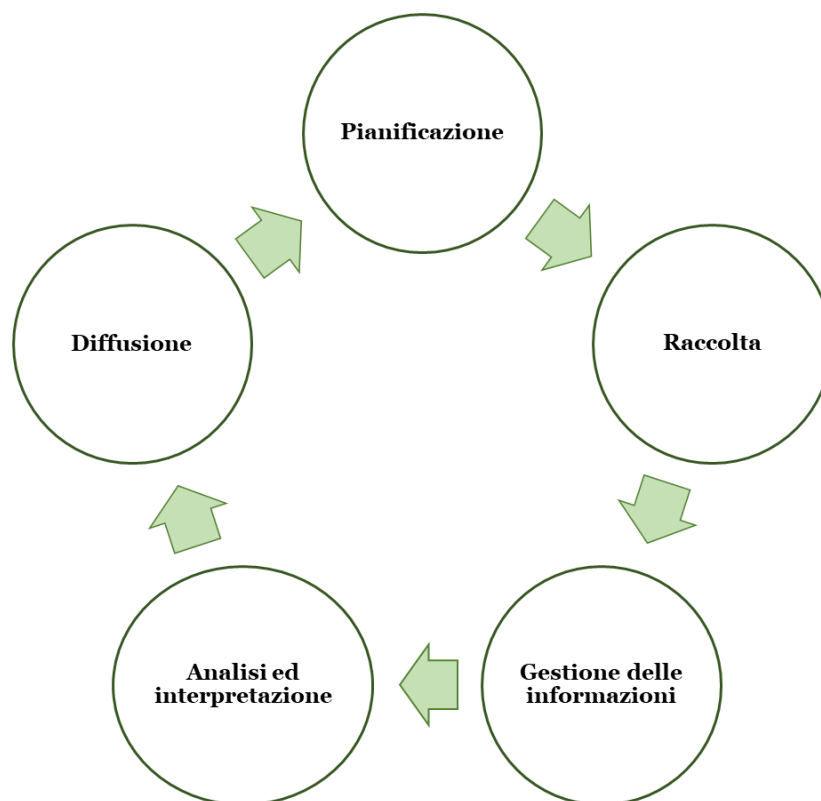 Pianificazione
Raccolta
Gestione delle
informazioni
Analisi ed
interpretazione
Diffusione